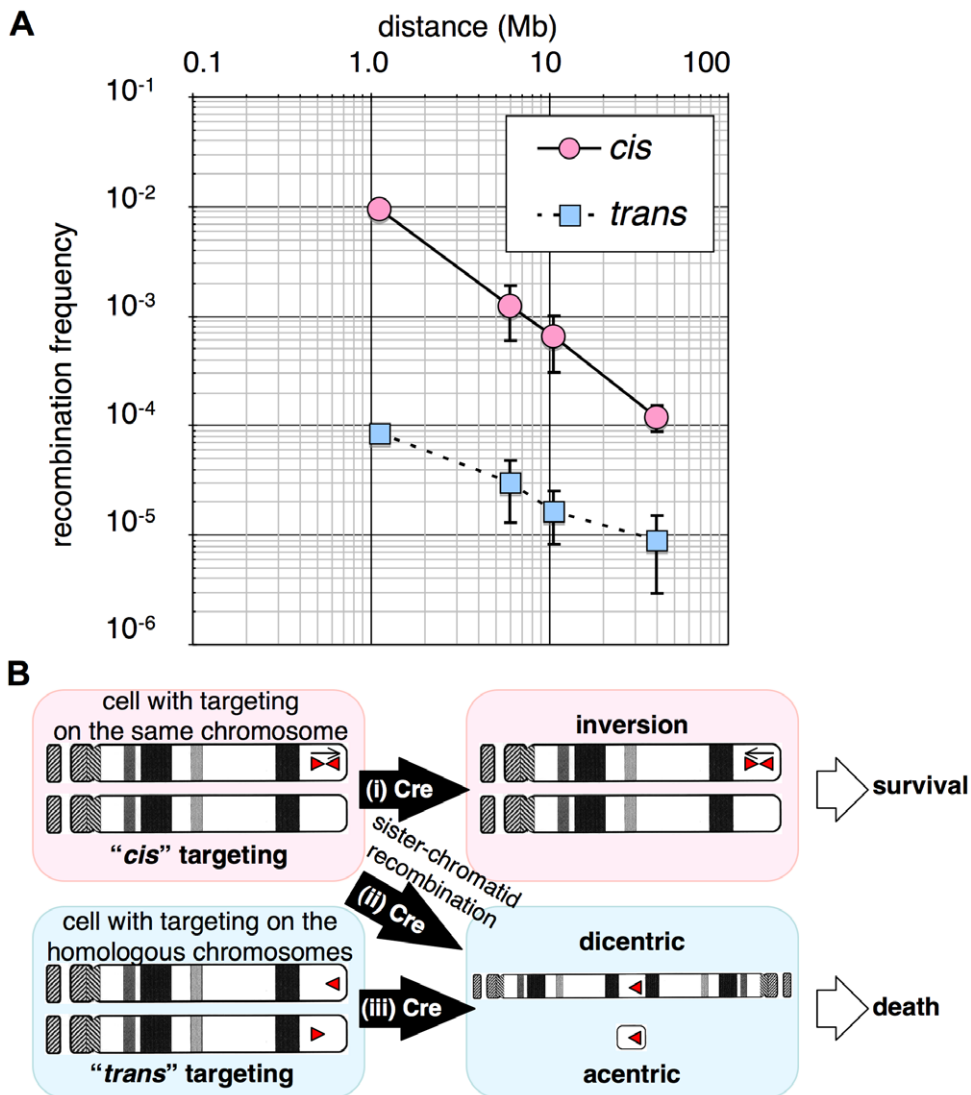 A
distance (Mb)
0.1 1.0 10 100
10-1
10-2
10-3
10-4
10-5
10-6
recombination frequency
cis
trans
B
cell with targeting
on the same chromosome
"cis" targeting
(i) Cre
inversion
survival
sister-chromatid
recombination
(ii) Cre
cell with targeting on the
homologous chromosomes
"trans" targeting
(iii) Cre
dicentric
acentric
death